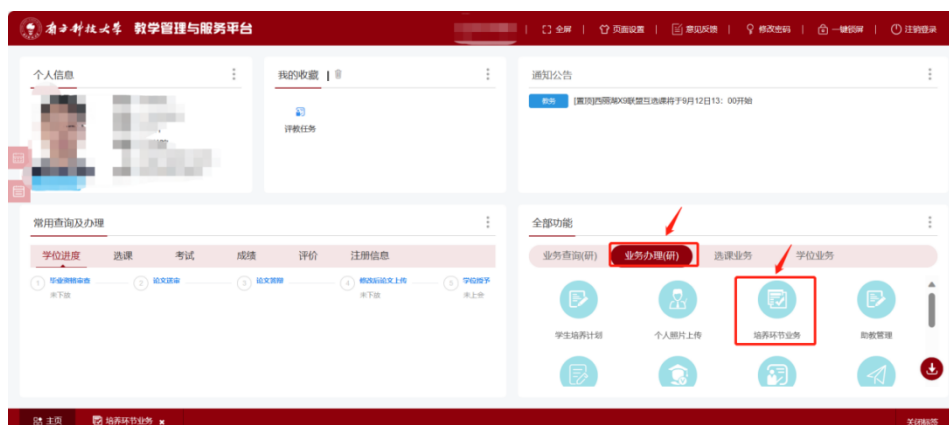 南方科技大学 教学管理与服务平台
全屏 | 页面设置 | 意见反馈 | 修改密码 | 一键锁屏 | 注销登录
个人信息
我的收藏 |
评教任务
通知公告
教务 [置顶]西丽湖X9联盟互选课将于9月12日13：00开始
常用查询及办理
学位进度 选课 考试 成绩 评价 注册信息
1 毕业资格审查 2 论文送审 3 论文答辩 4 修改后论文上传 5 学位授予
未下放 未下放 未上会
全部功能
业务查询(研) 业务办理(研) 选课业务 学位业务
学生培养计划 个人照片上传 培养环节业务 助教管理
主页 培养环节业务 × 关闭标签